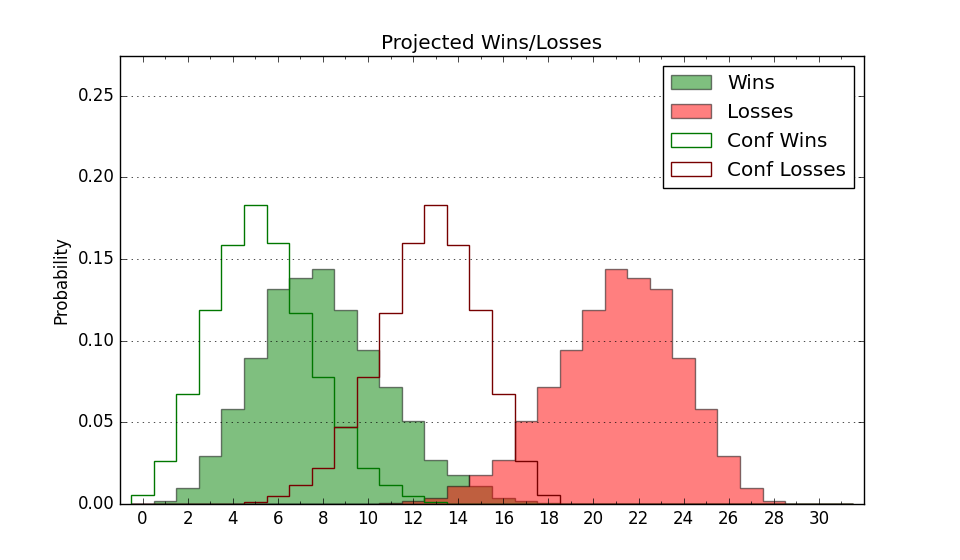 Projected Wins/Losses
Wins
Losses
Conf Wins
Conf Losses
Probability
0.25
0.20
0.15
0.10
0.05
0.00
0 2 4 6 8 10 12 14 16 18 20 22 24 26 28 30